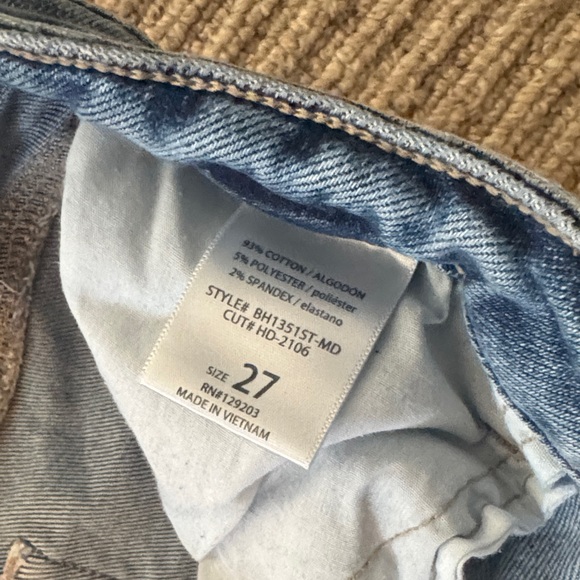 93% COTTON / ALGODÓN
5% POLYESTER / poliéster
2% SPANDEX / elastano
STYLE# BH1351ST-MD
CUT# HD-2106
SIZE 27
RN#129203
MADE IN VIETNAM